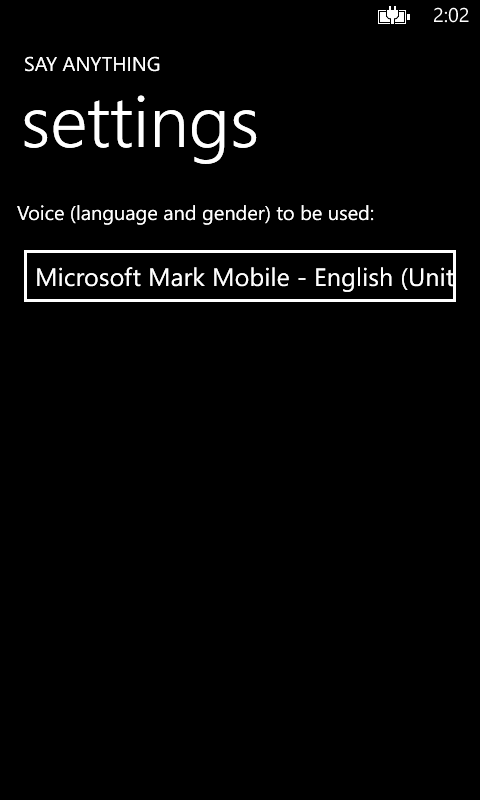 2:02
SAY ANYTHING
settings
Voice (language and gender) to be used:
Microsoft Mark Mobile - English (Unit